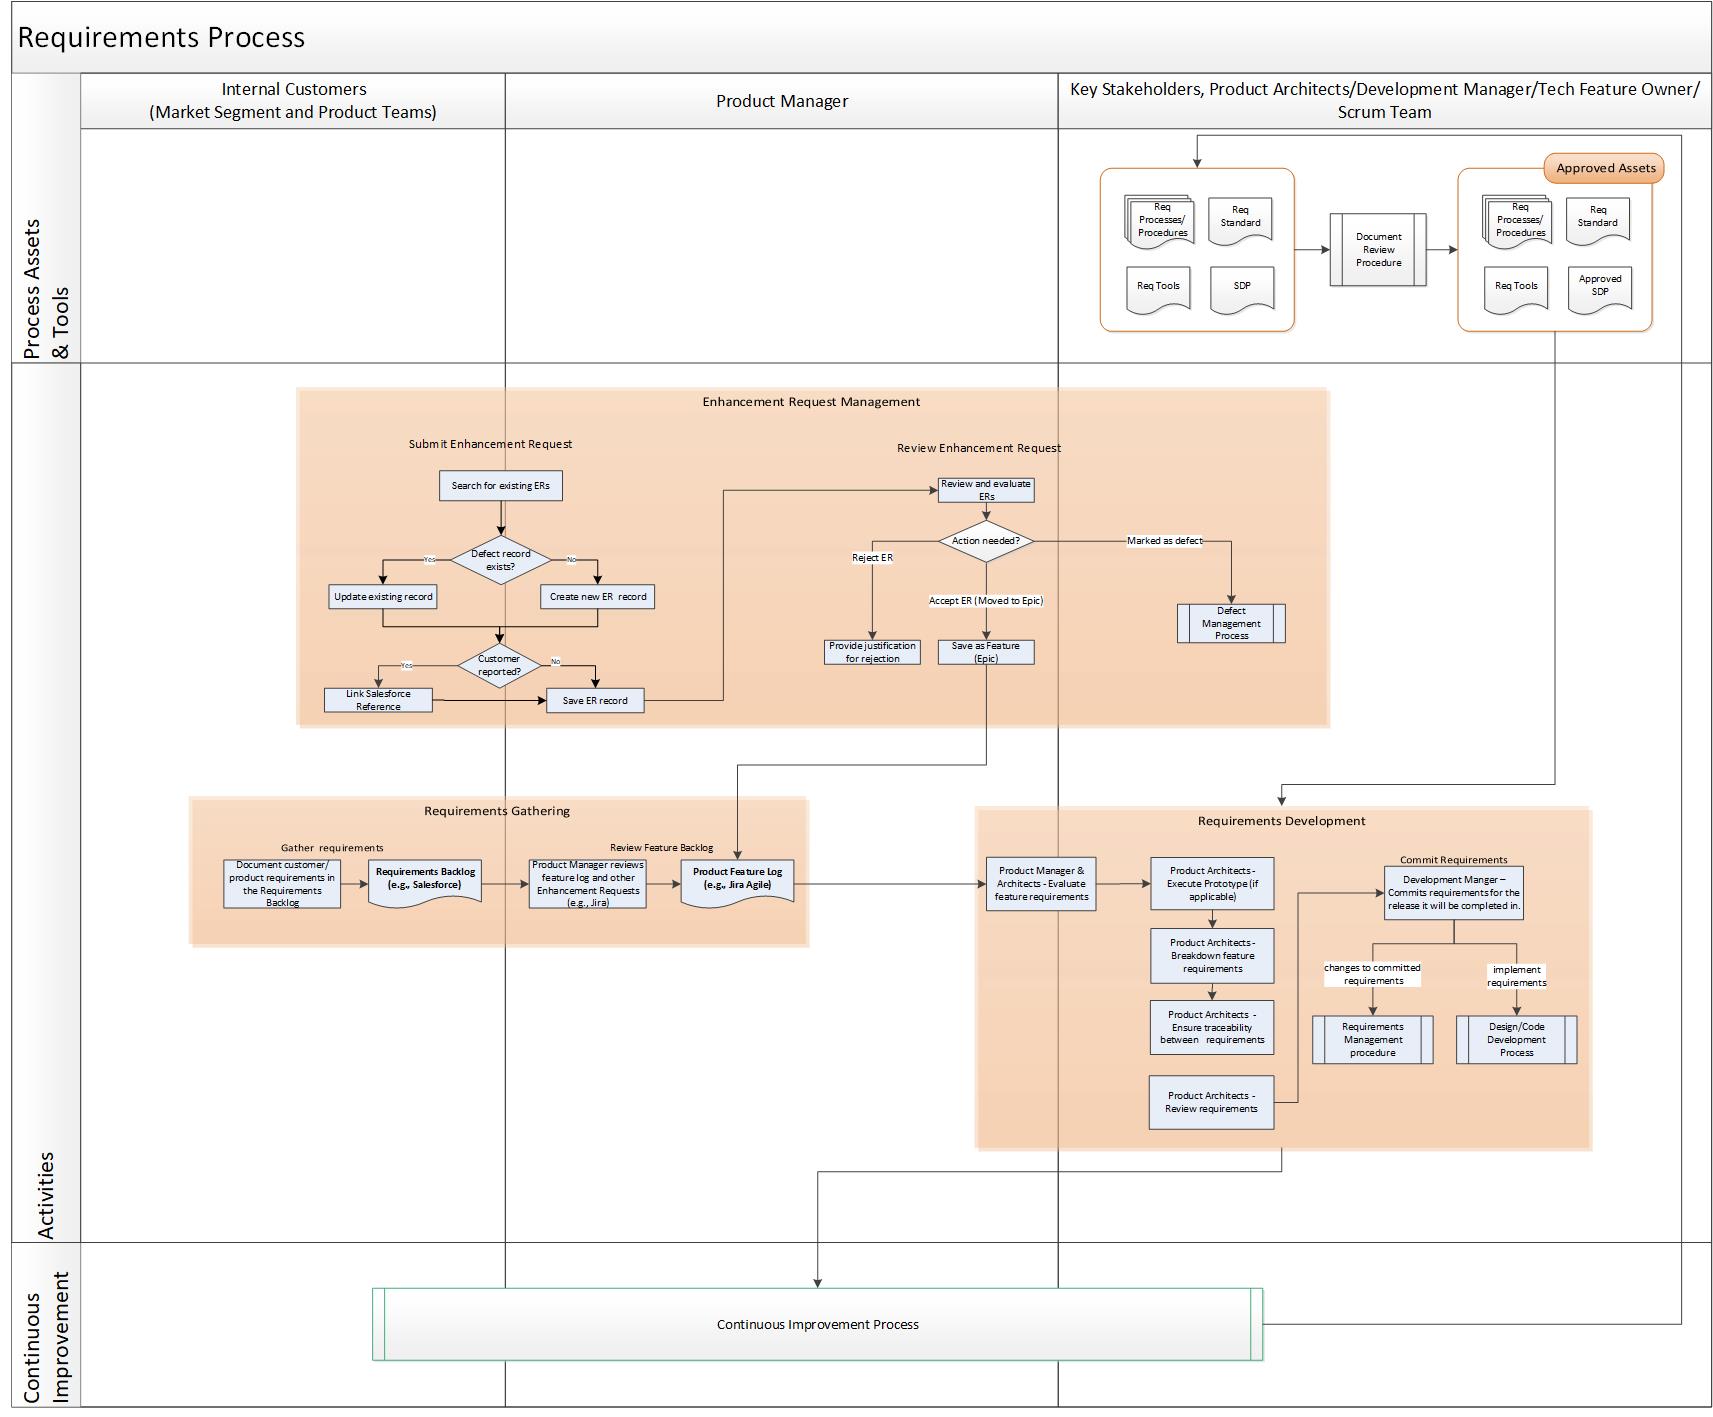 Requirements Process
Internal Customers
(Market Segment and Product Teams)
Product Manager
Key Stakeholders, Product Architects/Development Manager/Tech Feature Owner/
Scrum Team
Process Assets
& Tools
Req
Processes/
Procedures
Req
Standard
Req Tools
SDP
Document
Review
Procedure
Approved Assets
Req
Processes/
Procedures
Req
Standard
Req Tools
Approved
SDP
Activities
Enhancement Request Management
Submit Enhancement Request
Search for existing ERs
Defect record
exists?
Yes
No
Update existing record
Create new ER record
Customer
reported?
Yes
No
Link Salesforce
Reference
Save ER record
Review Enhancement Request
Review and evaluate
ERs
Action needed?
Reject ER
Accept ER (Moved to Epic)
Marked as defect
Provide justification
for rejection
Save as Feature
(Epic)
Defect
Management
Process
Requirements Gathering
Gather requirements
Document customer/
product requirements in
the Requirements
Backlog
Requirements Backlog
(e.g., Salesforce)
Review Feature Backlog
Product Manager reviews
feature log and other
Enhancement Requests
(e.g., Jira)
Product Feature Log
(e.g., Jira Agile)
Requirements Development
Product Manager &
Architects - Evaluate
feature requirements
Product Architects -
Execute Prototype (if
applicable)
Product Architects-
Breakdown feature
requirements
Product Architects -
Ensure traceability
between requirements
Product Architects -
Review requirements
Commit Requirements
Development Manger –
Commits requirements for the
release it will be completed in.
changes to committed
requirements
implement
requirements
Requirements
Management
procedure
Design/Code
Development
Process
Continuous
Improvement
Continuous Improvement Process